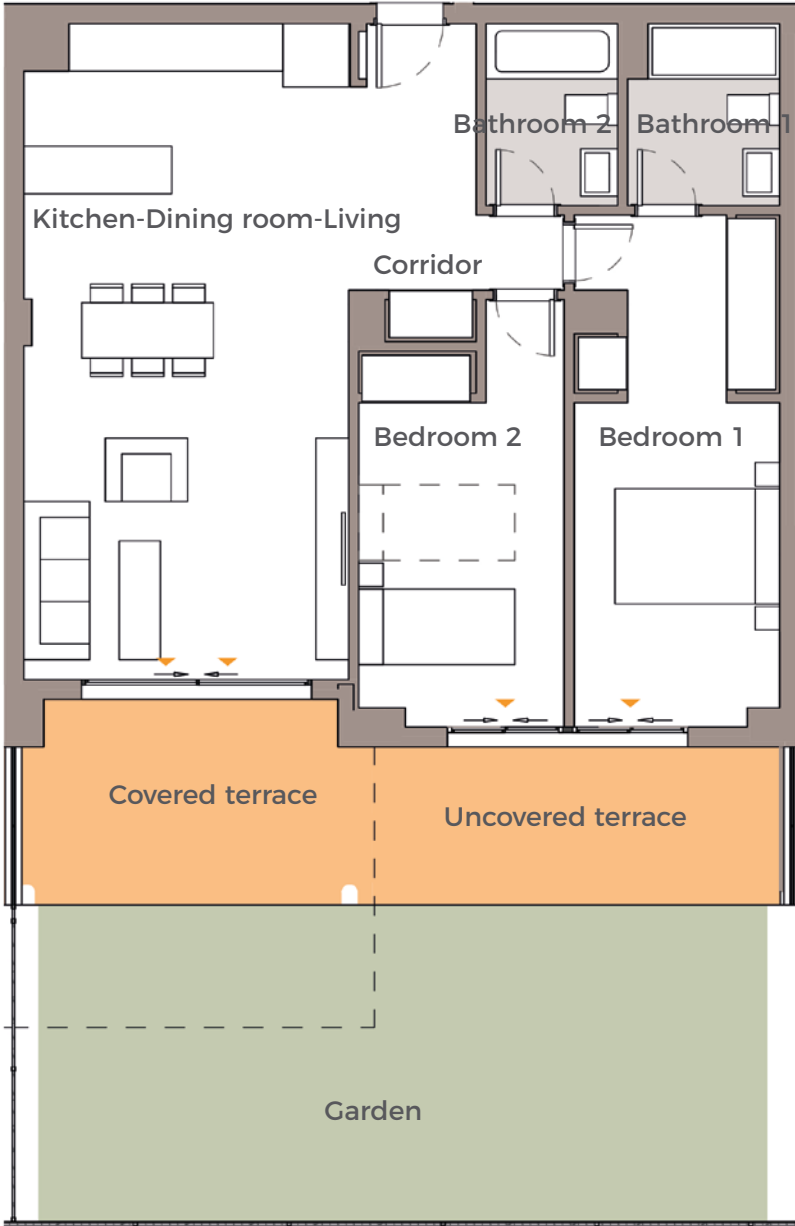 Bathroom 2
Bathroom 1
Kitchen-Dining room-Living
Corridor
Bedroom 2
Bedroom 1
Covered terrace
Uncovered terrace
Garden